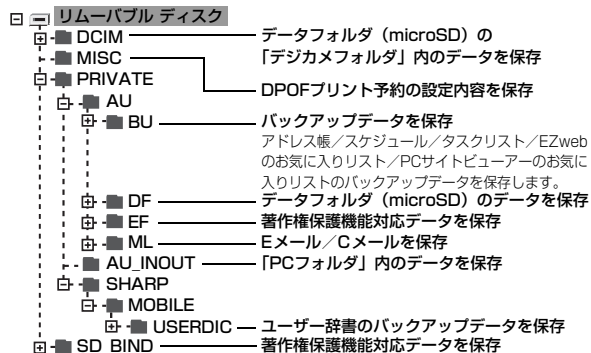 リムーバブル ディスク
DCIM データフォルダ（microSD）の
「デジカメフォルダ」内のデータを保存
MISC
DPOFプリント予約の設定内容を保存
PRIVATE
AU
BU バックアップデータを保存
アドレス帳／スケジュール／タスクリスト／EZweb
のお気に入りリスト／PCサイトビューアーのお気に
入りリストのバックアップデータを保存します。
DF データフォルダ（microSD）のデータを保存
EF 著作権保護機能対応データを保存
ML Eメール／Cメールを保存
AU_INOUT 「PCフォルダ」内のデータを保存
SHARP
MOBILE
USERDIC ユーザー辞書のバックアップデータを保存
SD_BIND 著作権保護機能対応データを保存